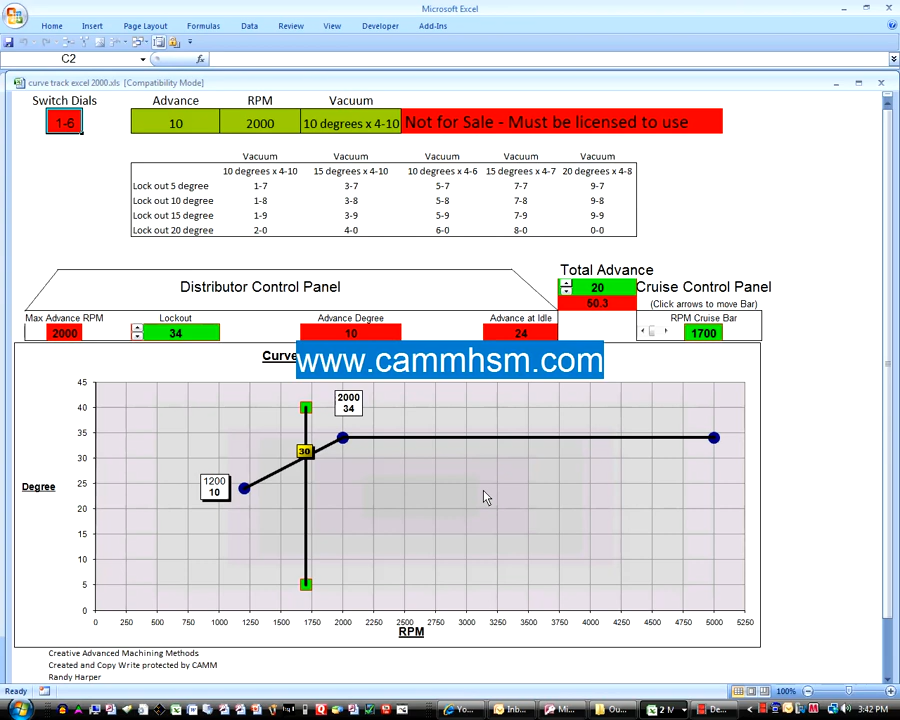 Microsoft Excel
Home Insert Page Layout Formulas Data Review View Developer Add-Ins
C2 fx
curve track excel 2000.xls [Compatibility Mode]
Switch Dials Advance RPM Vacuum
1-6 10 2000 10 degrees x 4-10 Not for Sale - Must be licensed to use
Vacuum Vacuum Vacuum Vacuum Vacuum
10 degrees x 4-10 15 degrees x 4-10 10 degrees x 4-6 15 degrees x 4-7 20 degrees x 4-8
Lock out 5 degree 1-7 3-7 5-7 7-7 9-7
Lock out 10 degree 1-8 3-8 5-8 7-8 9-8
Lock out 15 degree 1-9 3-9 5-9 7-9 9-9
Lock out 20 degree 2-0 4-0 6-0 8-0 0-0
Total Advance
Distributor Control Panel 20 Cruise Control Panel
50.3 (Click arrows to move Bar)
Max Advance RPM Lockout Advance Degree Advance at Idle RPM Cruise Bar
2000 34 10 24 1700
Curve
www.cammhsm.com
45
40
35
30
25
20
15
10
5
0
2000
34
30
1200
10
Degree
0 250 500 750 1000 1250 1500 1750 2000 2250 2500 2750 3000 3250 3500 3750 4000 4250 4500 4750 5000 5250
RPM
Creative Advanced Machining Methods
Created and Copy Write protected by CAMM
Randy Harper
Ready 100%
Yo... Inb... Mi... Ou... 2 M De... 3:42 PM